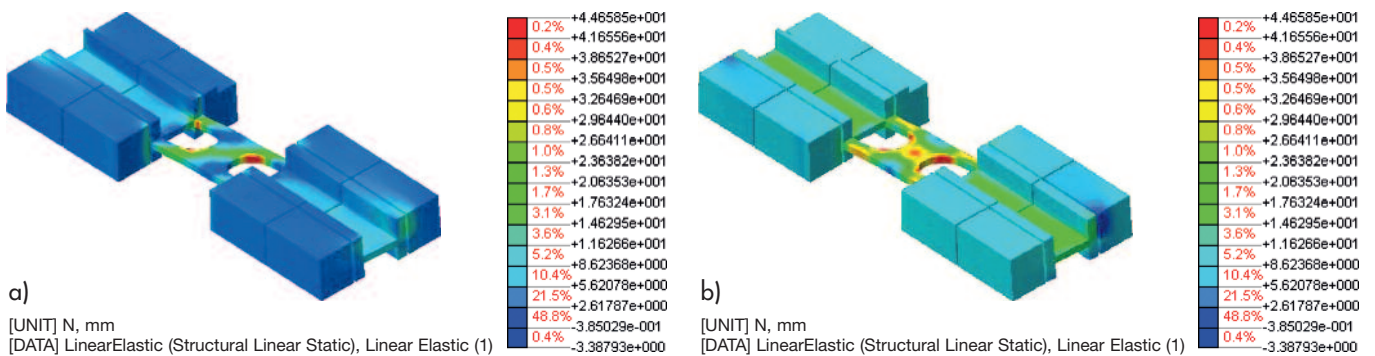 +4.46585e+001
0.2%
+4.16556e+001
0.4%
+3.86527e+001
0.5%
+3.56498e+001
0.5%
+3.26469e+001
0.6%
+2.96440e+001
0.8%
+2.66411e+001
1.0%
+2.36382e+001
1.3%
+2.06353e+001
1.7%
+1.76324e+001
3.1%
+1.46295e+001
3.6%
+1.16266e+001
5.2%
+8.62368e+000
10.4%
+5.62078e+000
21.5%
+2.61787e+000
48.8%
-3.85029e-001
0.4%
-3.38793e+000
a)
[UNIT] N, mm
[DATA] LinearElastic (Structural Linear Static), Linear Elastic (1)
+4.46585e+001
0.2%
+4.16556e+001
0.4%
+3.86527e+001
0.5%
+3.56498e+001
0.5%
+3.26469e+001
0.6%
+2.96440e+001
0.8%
+2.66411e+001
1.0%
+2.36382e+001
1.3%
+2.06353e+001
1.7%
+1.76324e+001
3.1%
+1.46295e+001
3.6%
+1.16266e+001
5.2%
+8.62368e+000
10.4%
+5.62078e+000
21.5%
+2.61787e+000
48.8%
-3.85029e-001
0.4%
-3.38793e+000
b)
[UNIT] N, mm
[DATA] LinearElastic (Structural Linear Static), Linear Elastic (1)